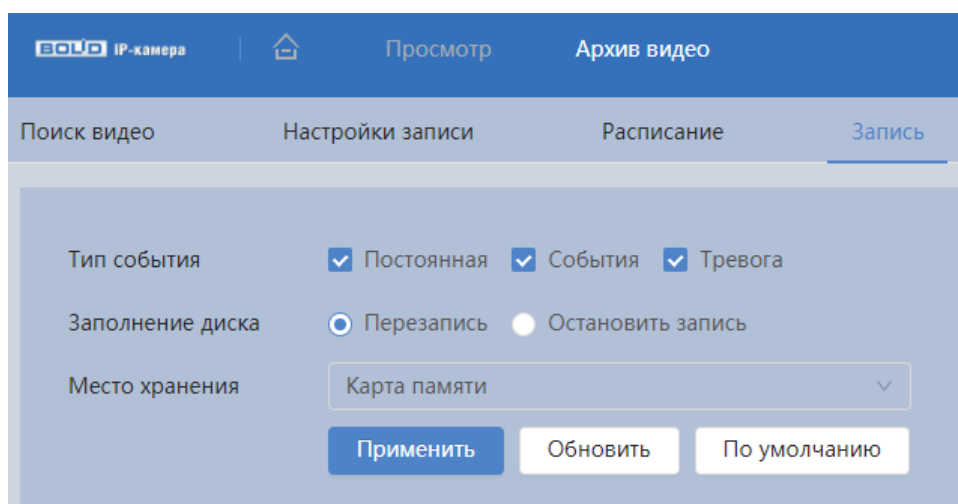 BOLID IP-камера Просмотр Архив видео
Поиск видео Настройки записи Расписание Запись
Тип события Постоянная События Тревога
Заполнение диска Перезапись Остановить запись
Место хранения Карта памяти
Применить Обновить По умолчанию